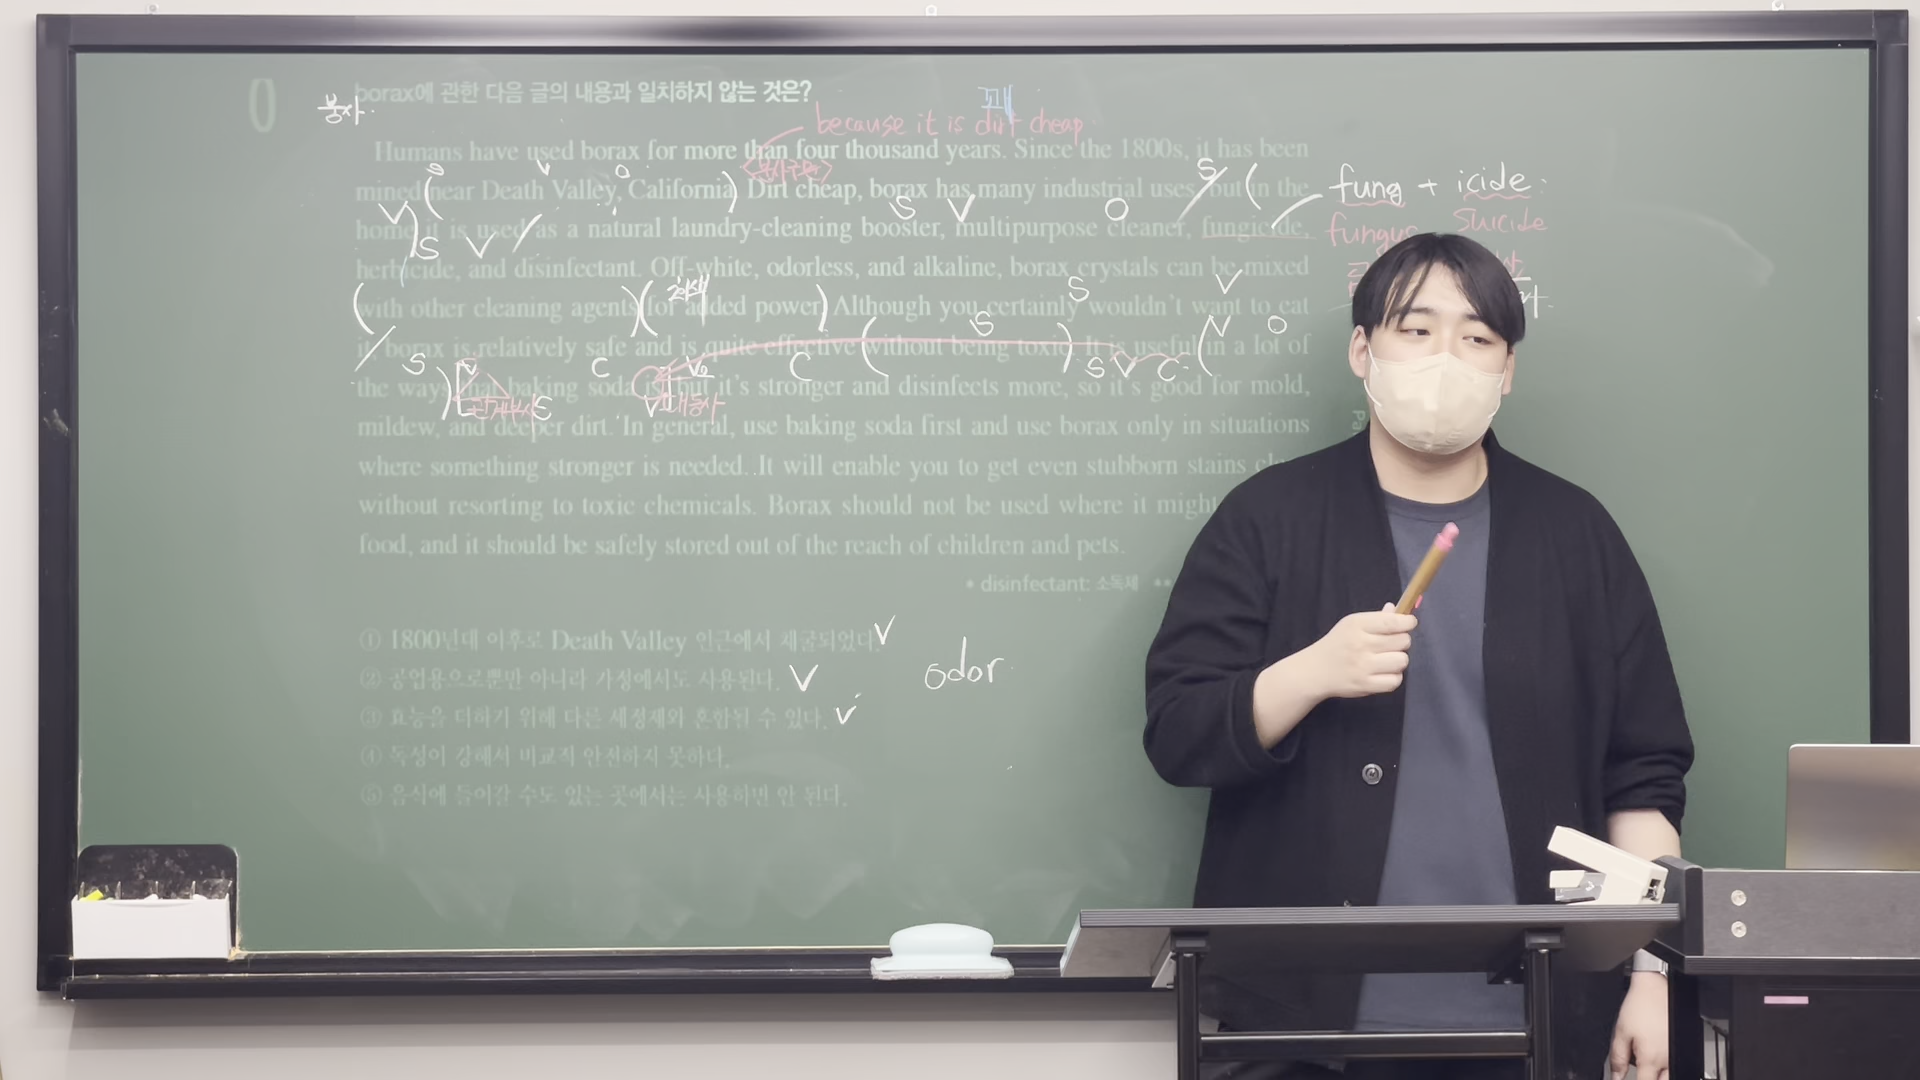 borax에 관한 다음 글의 내용과 일치하지 않는 것은?
붕사
because it is dirt cheap
Humans have used borax for more than four thousand years. Since the 1800s, it has been
mined near Death Valley, California. Dirt cheap, borax has many industrial uses, but in the
home it is used as a natural laundry-cleaning booster, multipurpose cleaner, fungicide,
herbicide, and disinfectant. Off-white, odorless, and alkaline, borax crystals can be mixed
with other cleaning agents for added power. Although you certainly wouldn't want to eat
it, borax is relatively safe and is quite effective without being toxic. It is useful in a lot of
the ways that baking soda is, but it's stronger and disinfects more, so it's good for mold,
mildew, and deeper dirt. In general, use baking soda first and use borax only in situations
where something stronger is needed. It will enable you to get even stubborn stains
without resorting to toxic chemicals. Borax should not be used where it might
food, and it should be safely stored out of the reach of children and pets.
* disinfectant: 소독제 **
① 1800년대 이후로 Death Valley 인근에서 채굴되었다.
② 공업용으로뿐만 아니라 가정에서도 사용된다.
③ 효능을 더하기 위해 다른 세정제와 혼합될 수 있다.
④ 독성이 강해서 비교적 안전하지 못하다.
⑤ 음식에 들어갈 수도 있는 곳에서는 사용하면 안 된다.
odor
fung + icide
fungus suicide